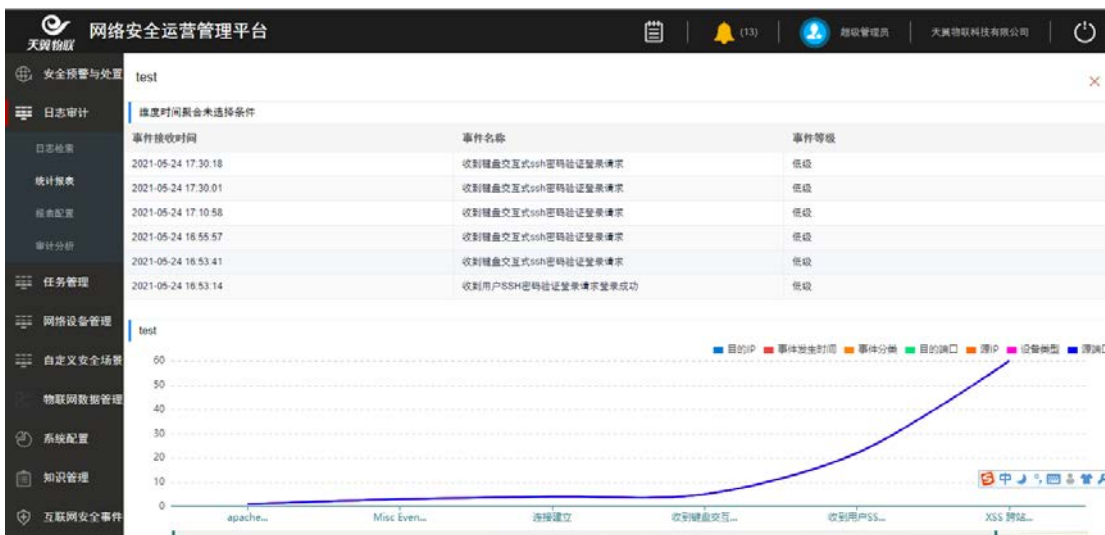 天翼物联 网络安全运营管理平台 (13) 超级管理员 天翼物联科技有限公司
安全预警与处置
日志审计
日志检索
统计报表
报表配置
审计分析
任务管理
网络设备管理
自定义安全场景
物联网数据管理
系统配置
知识管理
互联网安全事件
test
维度时间聚合未选择条件
事件接收时间 事件名称 事件等级
2021-05-24 17:30:18 收到键盘交互式ssh密码验证登录请求 低级
2021-05-24 17:30:01 收到键盘交互式ssh密码验证登录请求 低级
2021-05-24 17:10:58 收到键盘交互式ssh密码验证登录请求 低级
2021-05-24 16:55:57 收到键盘交互式ssh密码验证登录请求 低级
2021-05-24 16:53:41 收到键盘交互式ssh密码验证登录请求 低级
2021-05-24 16:53:14 收到用户SSH密码验证登录请求登录成功 低级
test
目的IP 事件发生时间 事件分类 目的端口 源IP 设备类型 源端口
60
50
40
30
20
10
0
apache... Misc Even... 连接建立 收到键盘交互... 收到用户SS... XSS 跨站...
中